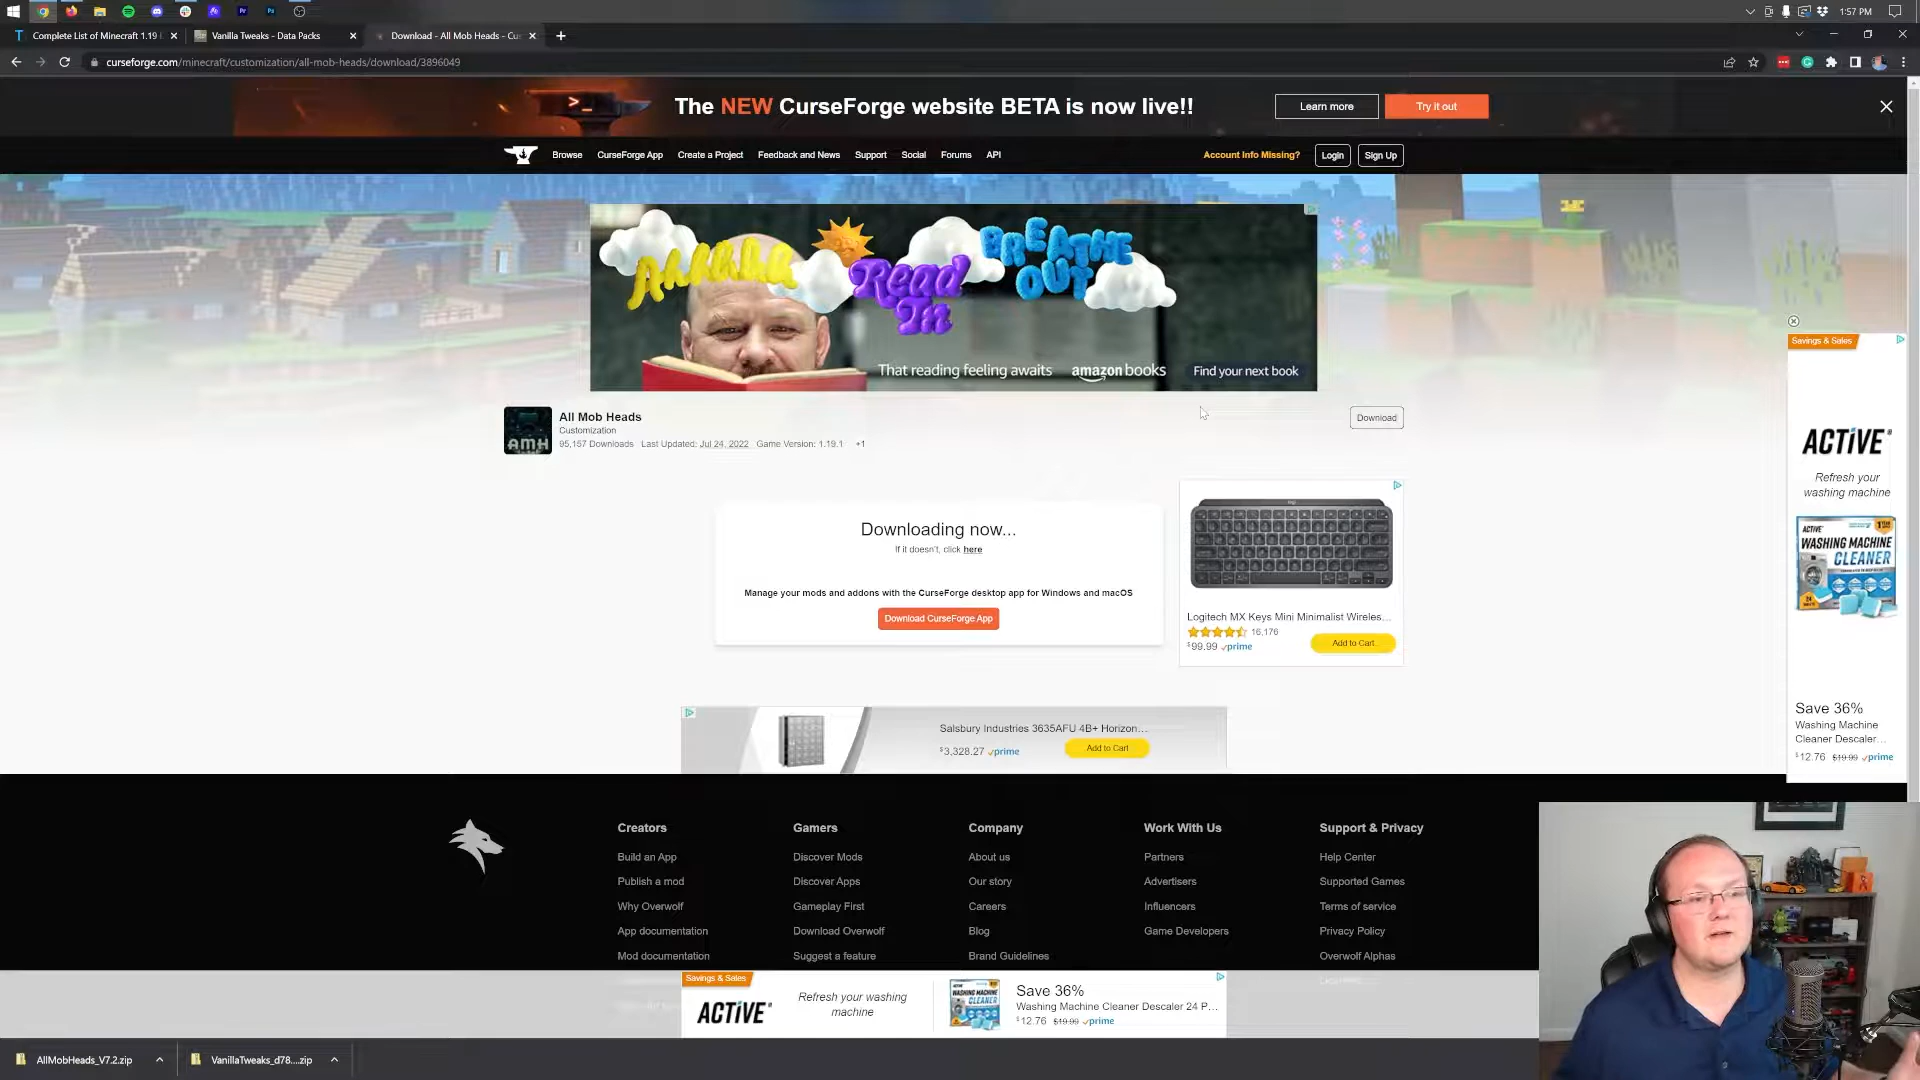 1:57 PM
Complete List of Minecraft 1.19
Vanilla Tweaks - Data Packs
Download - All Mob Heads - Cu
curseforge.com/minecraft/customization/all-mob-heads/download/3896049
The NEW CurseForge website BETA is now live!!
Learn more
Try it out
Browse
CurseForge App
Create a Project
Feedback and News
Support
Social
Forums
API
Account Info Missing?
Login
Sign Up
Read In
BREATHE OUT
That reading feeling awaits
amazon books
Find your next book
AMH
All Mob Heads
Customization
95,157 Downloads Last Updated: Jul 24, 2022 Game Version: 1.19.1 +1
Download
Downloading now...
If it doesn't, click here
Manage your mods and addons with the CurseForge desktop app for Windows and macOS
Download CurseForge App
Logitech MX Keys Mini Minimalist Wireles...
16,176
$99.99 prime
Add to Cart
Salsbury Industries 3635AFU 4B+ Horizon...
$3,328.27 prime
Add to Cart
Savings & Sales
ACTIVE
Refresh your
washing machine
ACTIVE
WASHING MACHINE
CLEANER
Save 36%
Washing Machine
Cleaner Descaler...
$12.76 $19.99 prime
Creators
Build an App
Publish a mod
Why Overwolf
App documentation
Mod documentation
Gamers
Discover Mods
Discover Apps
Gameplay First
Download Overwolf
Suggest a feature
Company
About us
Our story
Careers
Blog
Brand Guidelines
Work With Us
Partners
Advertisers
Influencers
Game Developers
Support & Privacy
Help Center
Supported Games
Terms of service
Privacy Policy
Overwolf Alphas
Savings & Sales
ACTIVE
Refresh your washing
machine
Save 36%
Washing Machine Cleaner Descaler 24 P...
$12.76 $19.99 prime
AllMobHeads_V7.2.zip
VanillaTweaks_d78....zip